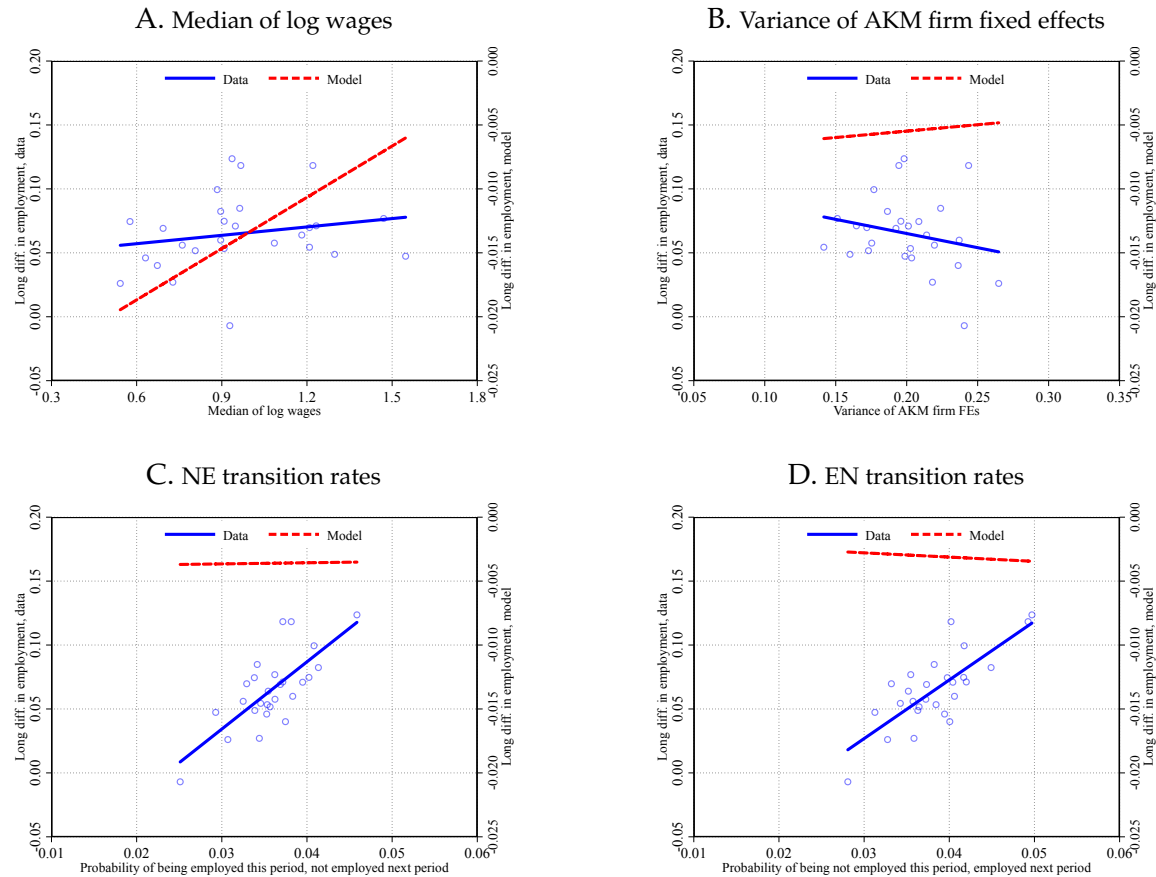 A. Median of log wages
Data
Model
Long diff. in employment, data
0.20
0.15
0.10
0.05
0.00
-0.05
Long diff. in employment, model
0.000
-0.005
-0.010
-0.015
-0.020
-0.025
0.3 0.6 0.9 1.2 1.5 1.8
Median of log wages
B. Variance of AKM firm fixed effects
Data
Model
Long diff. in employment, data
0.20
0.15
0.10
0.05
0.00
-0.05
Long diff. in employment, model
0.000
-0.005
-0.010
-0.015
-0.020
-0.025
0.05 0.10 0.15 0.20 0.25 0.30 0.35
Variance of AKM firm FEs
C. NE transition rates
Data
Model
Long diff. in employment, data
0.20
0.15
0.10
0.05
0.00
-0.05
Long diff. in employment, model
0.000
-0.005
-0.010
-0.015
-0.020
-0.025
0.01 0.02 0.03 0.04 0.05 0.06
Probability of being employed this period, not employed next period
D. EN transition rates
Data
Model
Long diff. in employment, data
0.20
0.15
0.10
0.05
0.00
-0.05
Long diff. in employment, model
0.000
-0.005
-0.010
-0.015
-0.020
-0.025
0.01 0.02 0.03 0.04 0.05 0.06
Probability of being not employed this period, employed next period